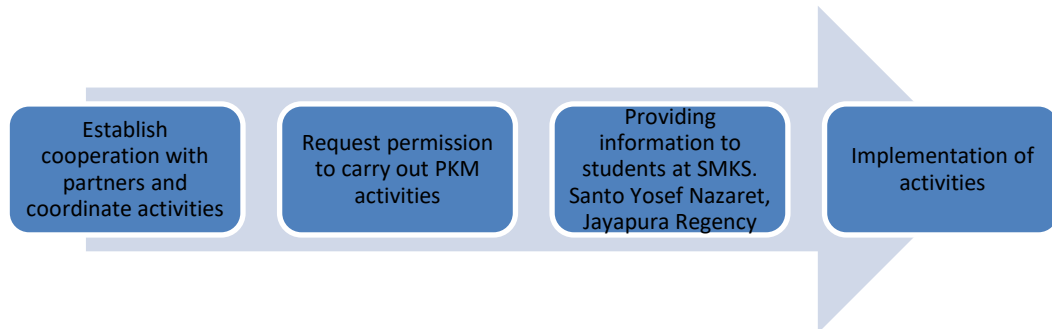 Establish
cooperation with
partners and
coordinate activities
Request permission
to carry out PKM
activities
Providing
information to
students at SMKS.
Santo Yosef Nazaret,
Jayapura Regency
Implementation of
activities